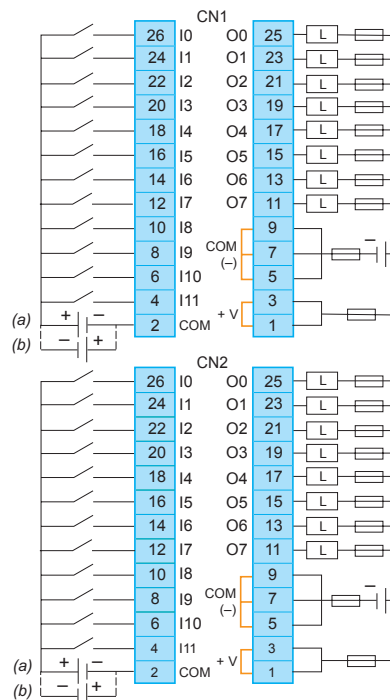 CN1
26 I0 O0 25 L
24 I1 O1 23 L
22 I2 O2 21 L
20 I3 O3 19 L
18 I4 O4 17 L
16 I5 O5 15 L
14 I6 O6 13 L
12 I7 O7 11 L
10 I8 9
8 I9 COM (–) 7 –
6 I10 5
4 I11 3
(a) + – 2 COM + V 1
(b) – +
CN2
26 I0 O0 25 L
24 I1 O1 23 L
22 I2 O2 21 L
20 I3 O3 19 L
18 I4 O4 17 L
16 I5 O5 15 L
14 I6 O6 13 L
12 I7 O7 11 L
10 I8 9
8 I9 COM (–) 7 –
6 I10 5
4 I11 3
(a) + – 2 COM + V 1
(b) – +